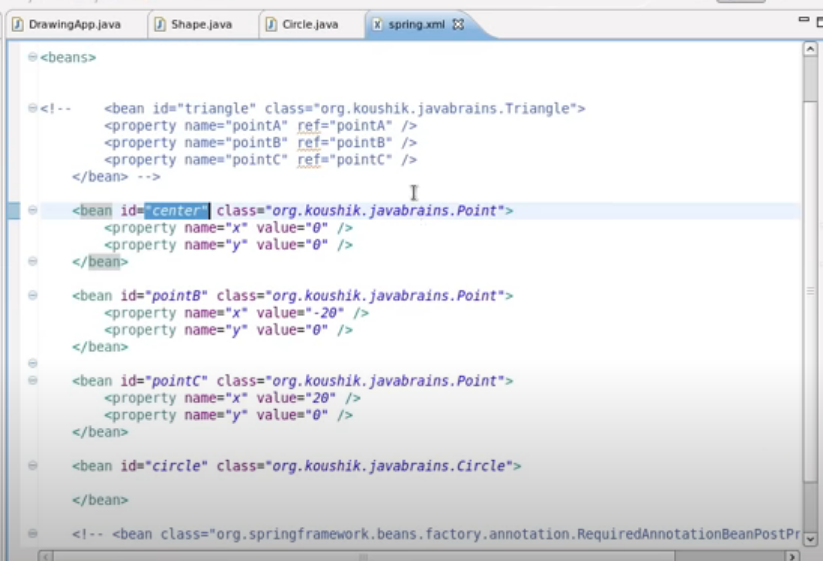 DrawingApp.java Shape.java Circle.java spring.xml
<beans>
<!-- <bean id="triangle" class="org.koushik.javabrains.Triangle">
<property name="pointA" ref="pointA" />
<property name="pointB" ref="pointB" />
<property name="pointC" ref="pointC" />
</bean> -->
<bean id="center" class="org.koushik.javabrains.Point">
<property name="x" value="0" />
<property name="y" value="0" />
</bean>
<bean id="pointB" class="org.koushik.javabrains.Point">
<property name="x" value="-20" />
<property name="y" value="0" />
</bean>
<bean id="pointC" class="org.koushik.javabrains.Point">
<property name="x" value="20" />
<property name="y" value="0" />
</bean>
<bean id="circle" class="org.koushik.javabrains.Circle">
</bean>
<!-- <bean class="org.springframework.beans.factory.annotation.RequiredAnnotationBeanPostPr